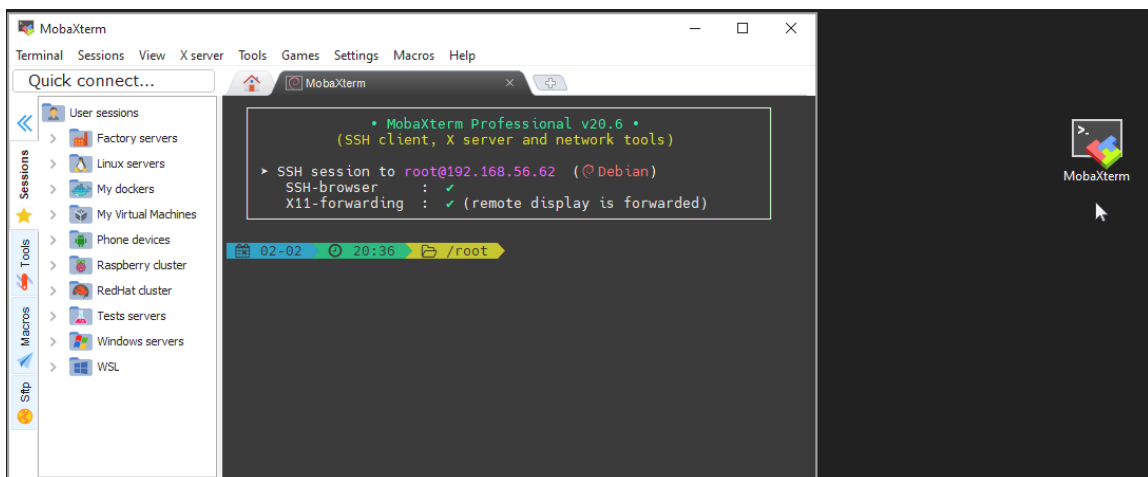 MobaXterm
Terminal Sessions View X server Tools Games Settings Macros Help
Quick connect...
MobaXterm
User sessions
Factory servers
Linux servers
My dockers
My Virtual Machines
Phone devices
Raspberry cluster
RedHat cluster
Tests servers
Windows servers
WSL
Sessions
Tools
Macros
Sftp
• MobaXterm Professional v20.6 •
(SSH client, X server and network tools)
➤ SSH session to root@192.168.56.62 (Debian)
SSH-browser : ✔
X11-forwarding : ✔ (remote display is forwarded)
02-02 20:36 /root
>_
MobaXterm